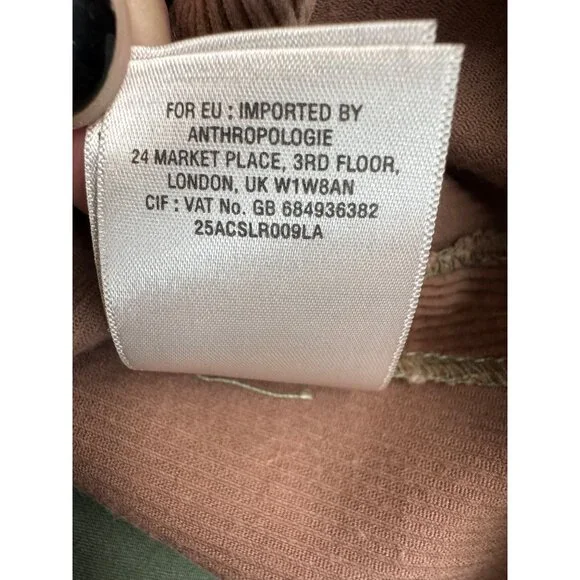 FOR EU : IMPORTED BY
ANTHROPOLOGIE
24 MARKET PLACE, 3RD FLOOR,
LONDON, UK W1W8AN
CIF : VAT No. GB 684936382
25ACSLR009LA